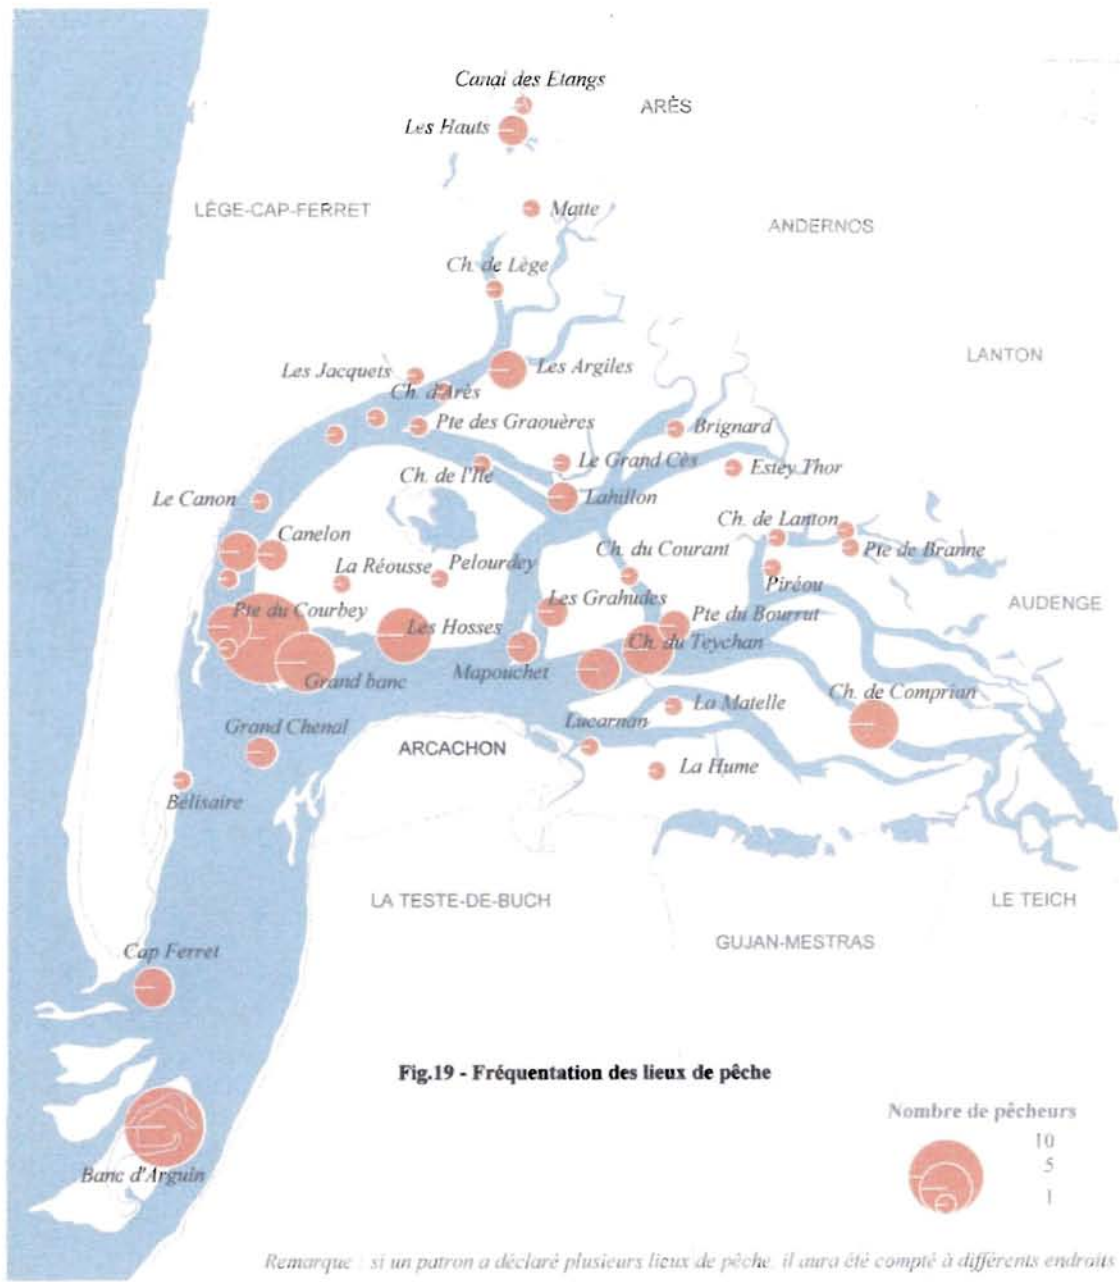 Canal des Etangs
ARÈS
Les Hauts
LÈGE-CAP-FERRET
Matte
ANDERNOS
Ch. de Lège
LANTON
Les Jacquets
Les Argiles
Ch. d'Arès
Pte des Graouères
Brignard
Ch. de l'Ile
Le Grand Cès
Estey Thor
Le Canon
Lahillon
Ch. de Lanton
Canelon
Ch. du Courant
Pte de Branne
La Réousse
Pelourdey
Piréou
Pte du Courbey
Les Grahudes
AUDENGE
Les Hosses
Pte du Bourrut
Ch. du Teychan
Grand banc
Mapouchet
Ch. de Comprian
La Matelle
Grand Chenal
Lucarnan
ARCACHON
La Hume
Bélisaire
LA TESTE-DE-BUCH
LE TEICH
GUJAN-MESTRAS
Cap Ferret
Fig.19 - Fréquentation des lieux de pêche
Nombre de pêcheurs
10
5
1
Banc d'Arguin
Remarque : si un patron a déclaré plusieurs lieux de pêche, il aura été compté à différents endroits